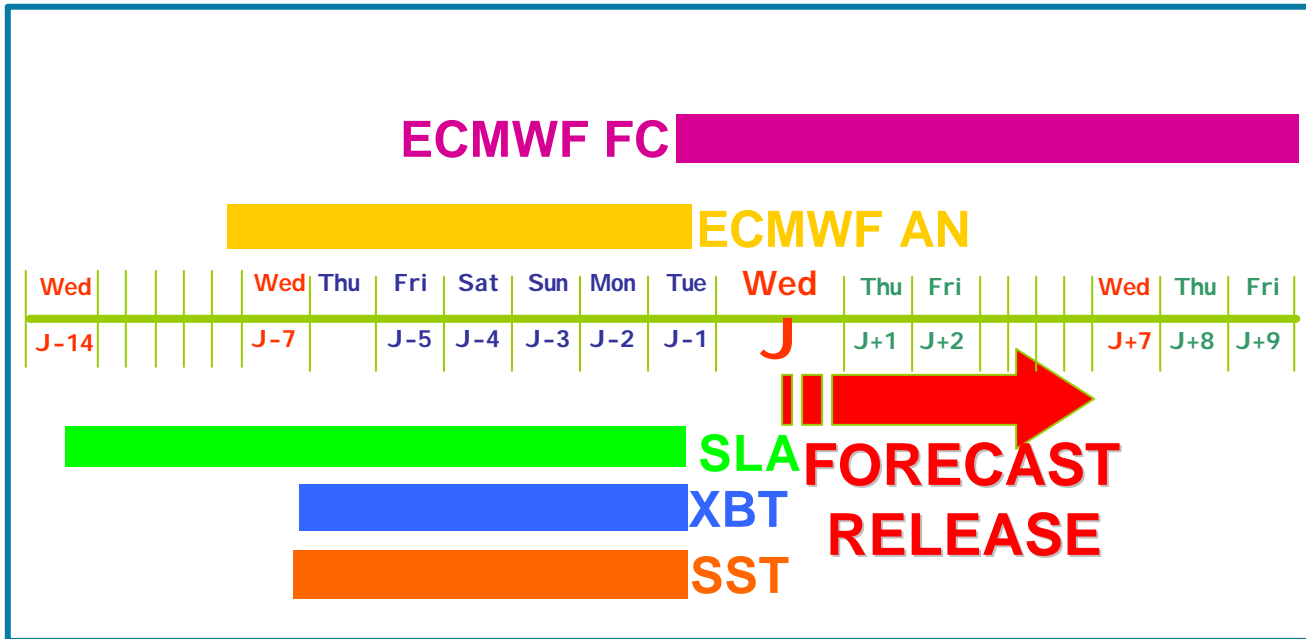 ECMWF FC
ECMWF AN
Wed Wed Thu Fri Sat Sun Mon Tue Wed Thu Fri Wed Thu Fri
J-14 J-7 J-5 J-4 J-3 J-2 J-1 J J+1 J+2 J+7 J+8 J+9
SLA
FORECAST
RELEASE
XBT
SST